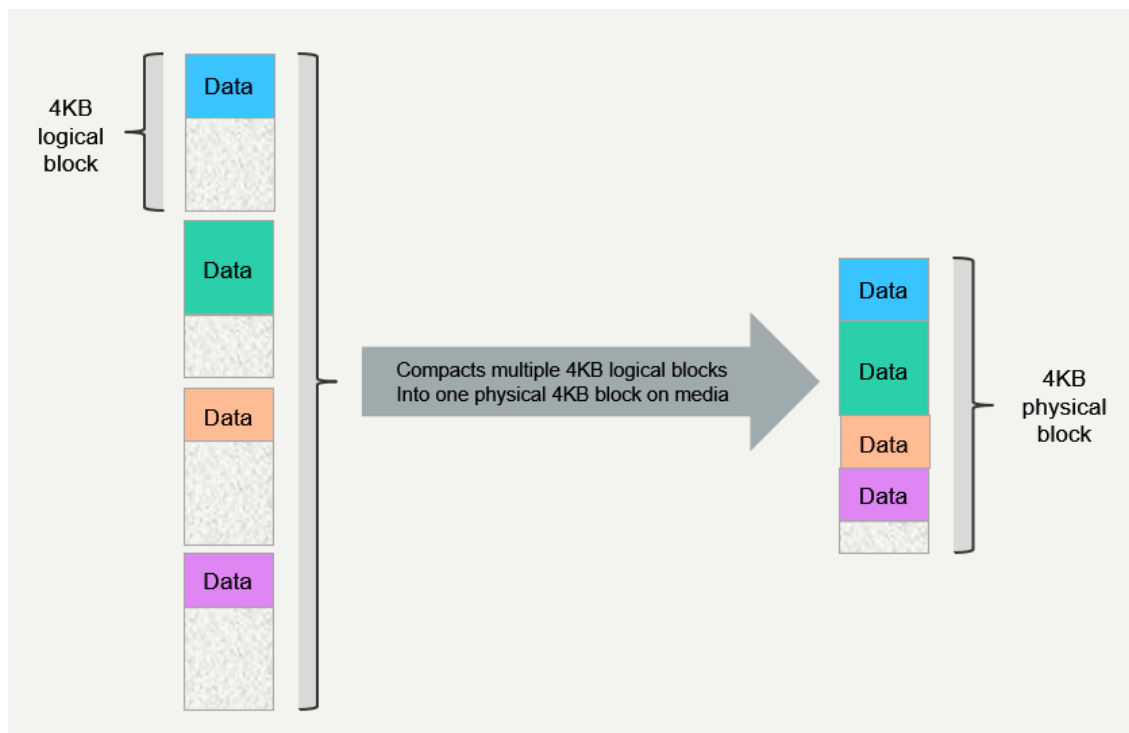 4KB
logical
block
Data
Data
Data
Data
Compacts multiple 4KB logical blocks
Into one physical 4KB block on media
Data
Data
Data
Data
4KB
physical
block